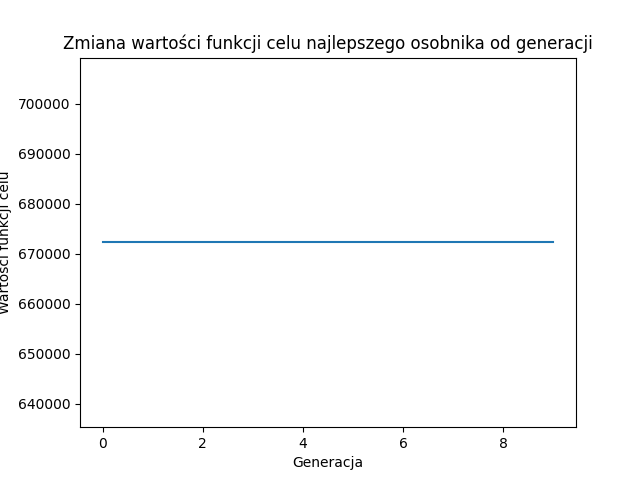 Zmiana wartości funkcji celu najlepszego osobnika od generacji
700000
690000
680000
670000
660000
650000
640000
Wartości funkcji celu
0 2 4 6 8
Generacja